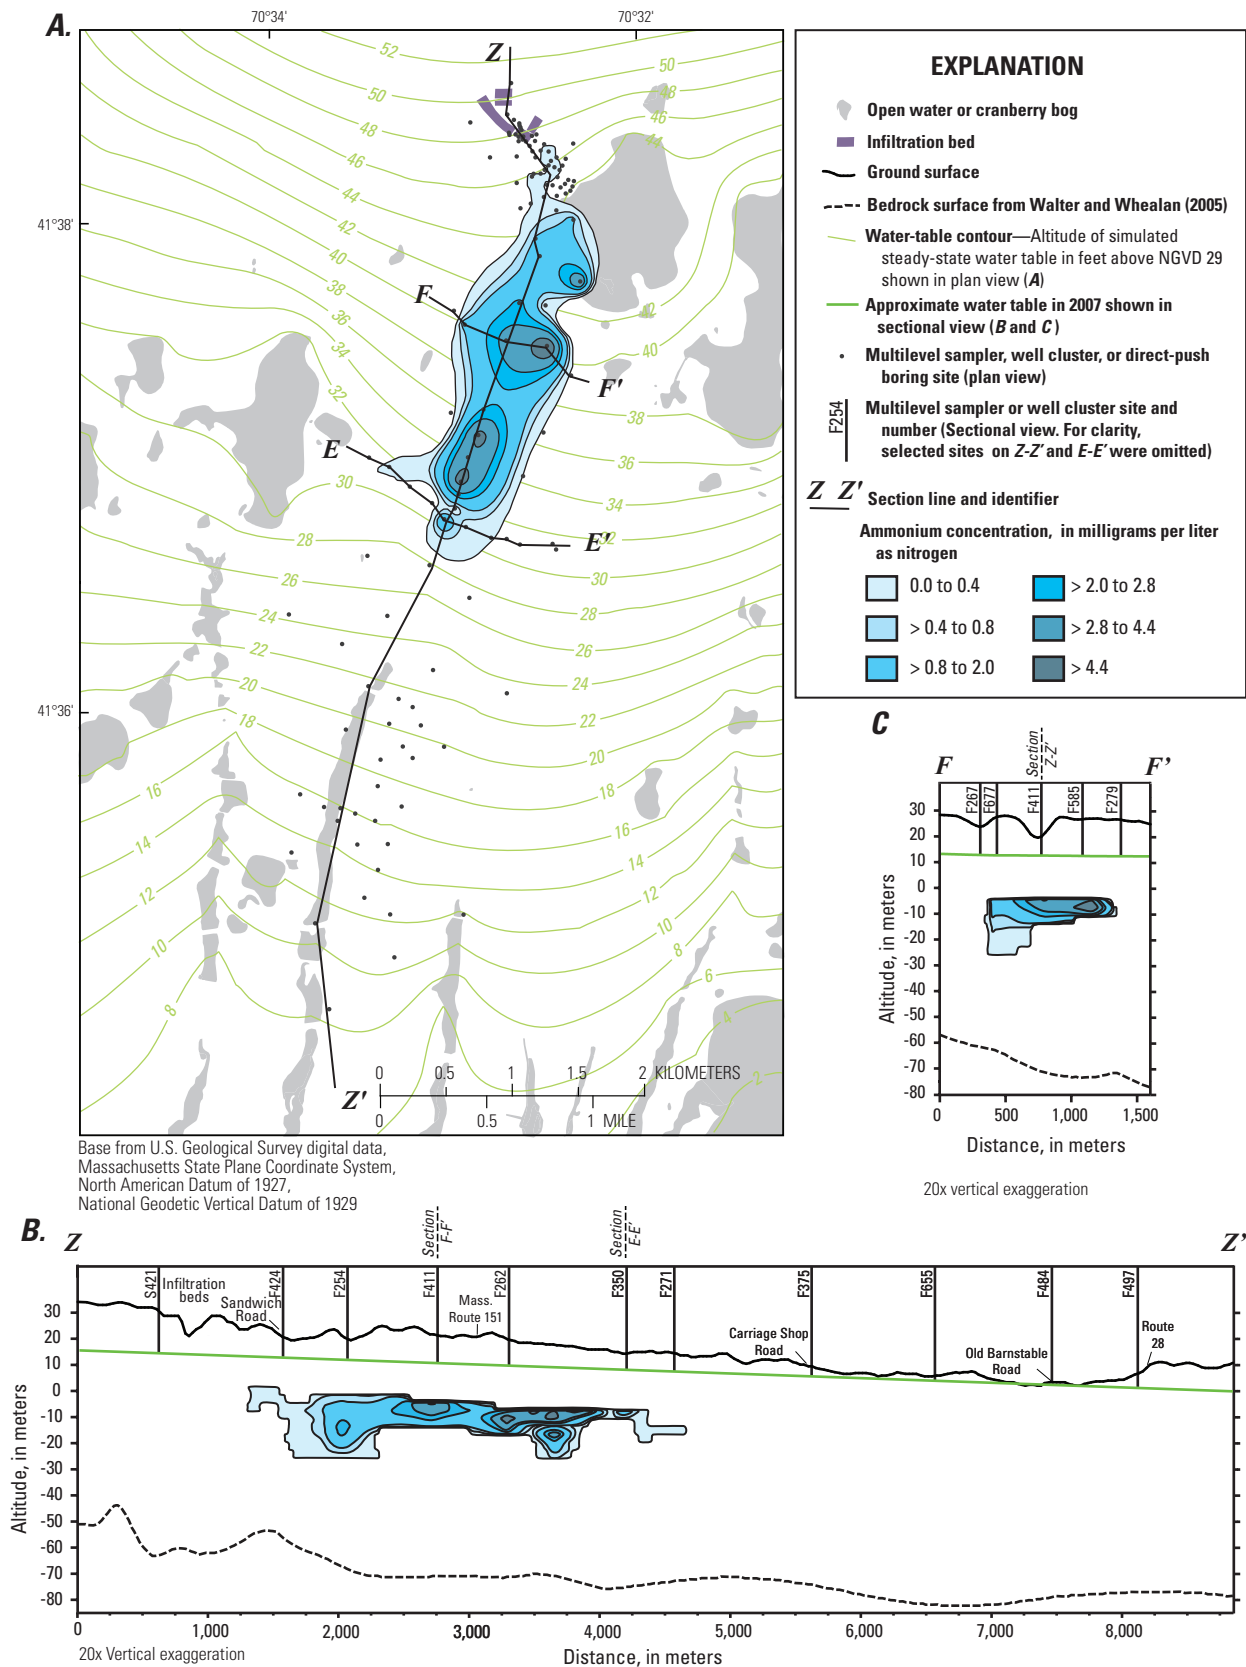 A.
70°34'
70°32'
41°38'
41°36'
Z
F
F'
E
E'
Z'
52
50
50
48
48
46
46
44
44
42
42
40
40
38
38
36
36
34
34
32
32
30
30
28
28
26
26
24
24
22
22
20
20
18
18
16
16
14
14
12
12
10
10
8
8
6
4
2
0 0.5 1 1.5 2 KILOMETERS
0 0.5 1 MILE
Base from U.S. Geological Survey digital data,
Massachusetts State Plane Coordinate System,
North American Datum of 1927,
National Geodetic Vertical Datum of 1929
EXPLANATION
Open water or cranberry bog
Infiltration bed
Ground surface
Bedrock surface from Walter and Whealan (2005)
Water-table contour—Altitude of simulated
steady-state water table in feet above NGVD 29
shown in plan view (A)
Approximate water table in 2007 shown in
sectional view (B and C )
Multilevel sampler, well cluster, or direct-push
boring site (plan view)
F254
Multilevel sampler or well cluster site and
number (Sectional view. For clarity,
selected sites on Z-Z' and E-E' were omitted)
Z Z' Section line and identifier
Ammonium concentration, in milligrams per liter
as nitrogen
0.0 to 0.4
> 0.4 to 0.8
> 0.8 to 2.0
> 2.0 to 2.8
> 2.8 to 4.4
> 4.4
C
Section
Z-Z'
F
F’
F267
F677
F411
F585
F279
30
20
10
0
-10
-20
-30
-40
-50
-60
-70
-80
Altitude, in meters
0 500 1,000 1,500
Distance, in meters
20x vertical exaggeration
B.
Z
Z’
Section
F-F'
Section
E-E'
S421
F424
F254
F411
F262
F350
F271
F375
F655
F484
F497
Infiltration
beds
Sandwich
Road
Mass.
Route 151
Carriage Shop
Road
Old Barnstable
Road
Route
28
30
20
10
0
-10
-20
-30
-40
-50
-60
-70
-80
Altitude, in meters
0 1,000 2,000 3,000 4,000 5,000 6,000 7,000 8,000
20x Vertical exaggeration
Distance, in meters